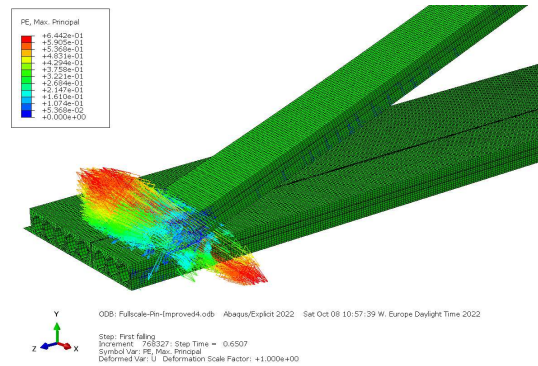 PE, Max. Principal
+6.442e-01
+5.905e-01
+5.368e-01
+4.831e-01
+4.294e-01
+3.758e-01
+3.221e-01
+2.684e-01
+2.147e-01
+1.610e-01
+1.074e-01
+5.368e-02
+0.000e+00
Y
Z
X
ODB: Fullscale-Pin-Improved4.odb Abaqus/Explicit 2022 Sat Oct 08 10:57:39 W. Europe Daylight Time 2022
Step: First falling
Increment 768327: Step Time = 0.6507
Symbol Var: PE, Max. Principal
Deformed Var: U Deformation Scale Factor: +1.000e+00